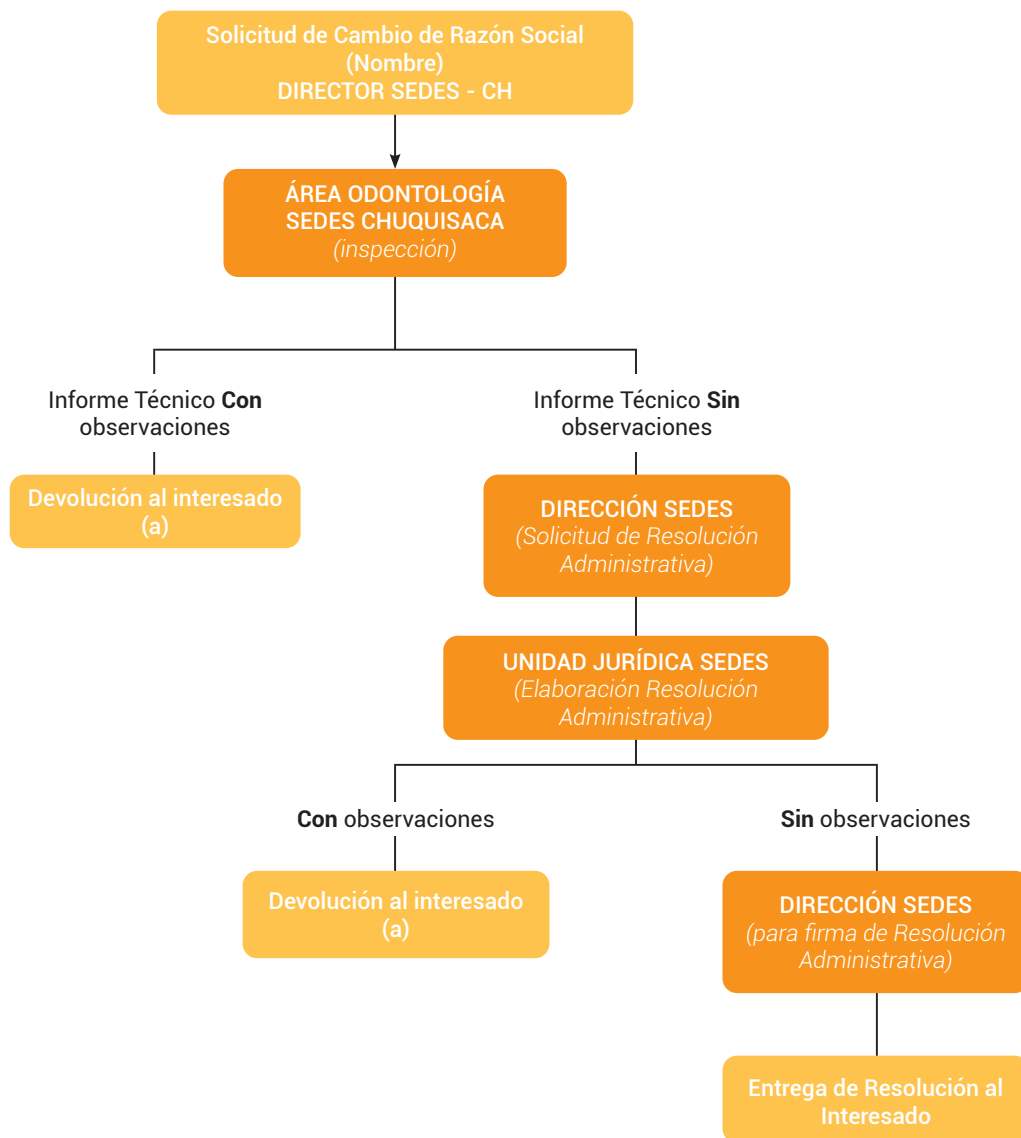 Solicitud de Cambio de Razón Social
(Nombre)
DIRECTOR SEDES - CH
ÁREA ODONTOLOGÍA
SEDES CHUQUISACA
(inspección)
Informe Técnico Con
observaciones
Informe Técnico Sin
observaciones
Devolución al interesado
(a)
DIRECCIÓN SEDES
(Solicitud de Resolución
Administrativa)
UNIDAD JURÍDICA SEDES
(Elaboración Resolución
Administrativa)
Con observaciones
Sin observaciones
Devolución al interesado
(a)
DIRECCIÓN SEDES
(para firma de Resolución
Administrativa)
Entrega de Resolución al
Interesado